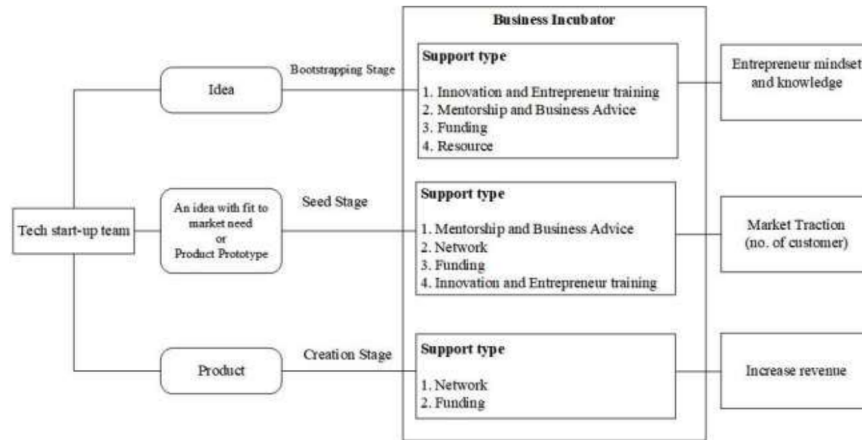 Business Incubator
Tech start-up team
Idea
Bootstrapping Stage
Support type
1. Innovation and Entrepreneur training
2. Mentorship and Business Advice
3. Funding
4. Resource
Entrepreneur mindset
and knowledge
An idea with fit to
market need
or
Product Prototype
Seed Stage
Support type
1. Mentorship and Business Advice
2. Network
3. Funding
4. Innovation and Entrepreneur training
Market Traction
(no. of customer)
Product
Creation Stage
Support type
1. Network
2. Funding
Increase revenue